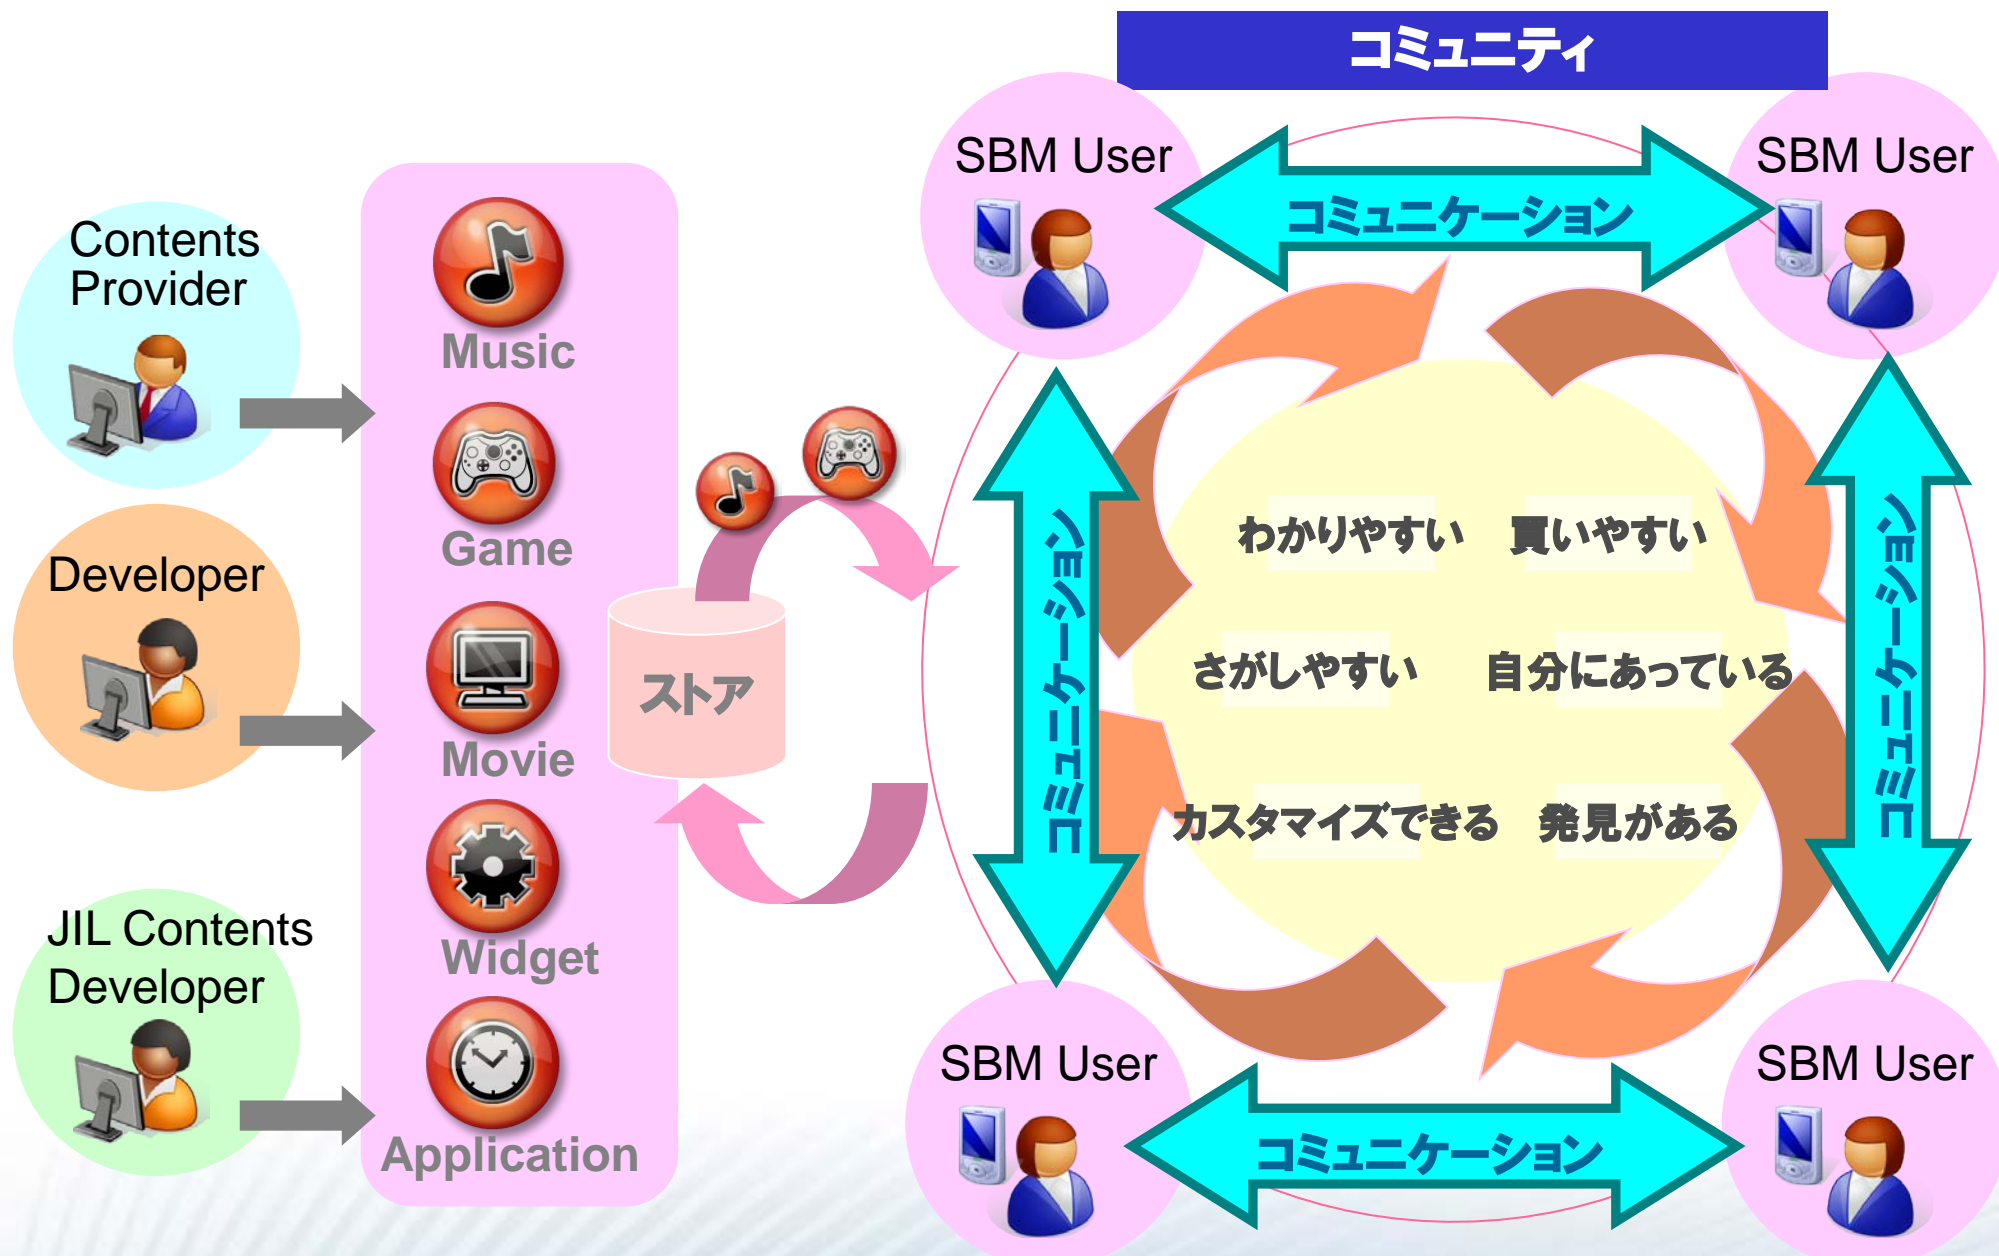 コミュニティ
SBM User
SBM User
コミュニケーション
Contents
Provider
Music
Game
わかりやすい
買いやすい
Developer
コミュニケーション
コミュニケーション
さがしやすい
自分にあっている
ストア
Movie
カスタマイズできる
発見がある
JIL Contents
Developer
Widget
SBM User
SBM User
Application
コミュニケーション